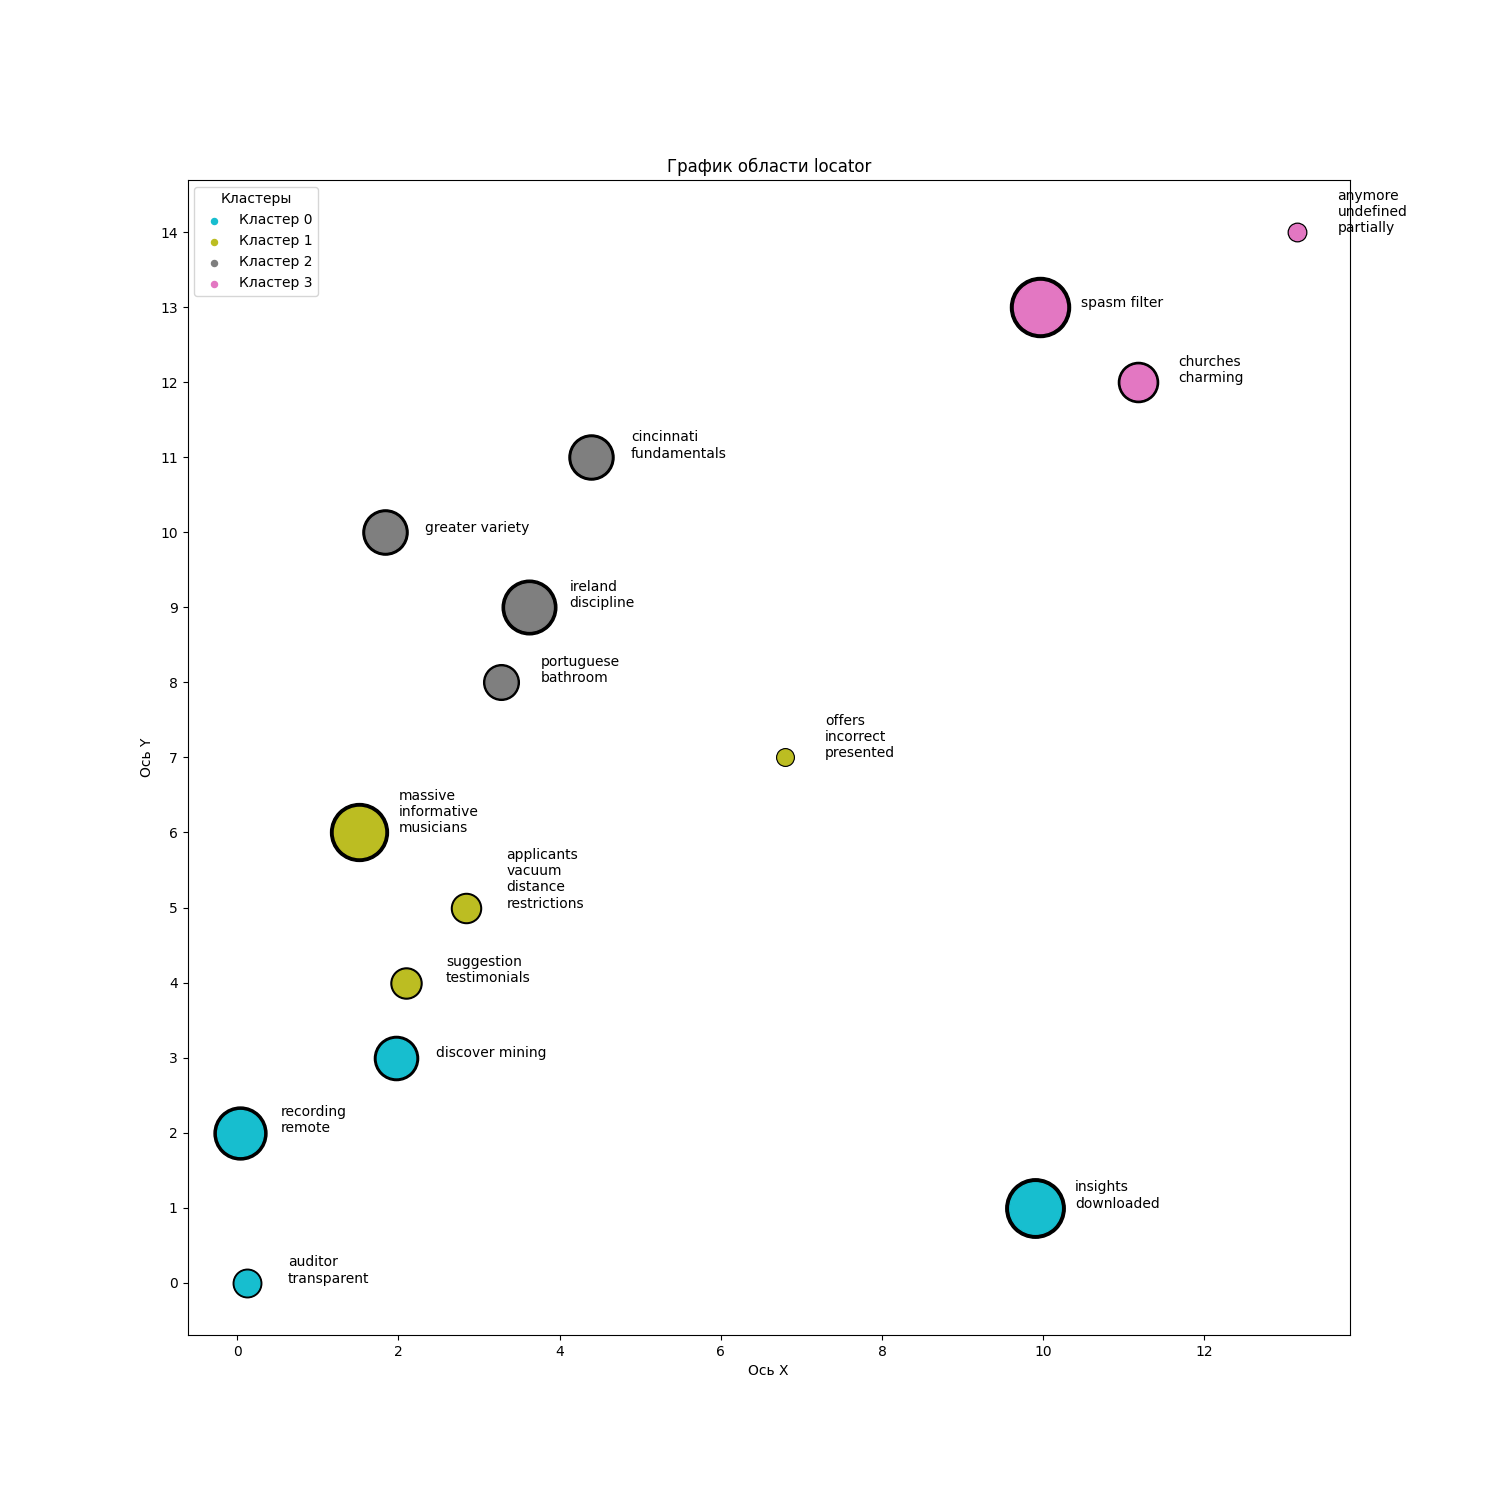 График области locator
Кластеры
Кластер 0
Кластер 1
Кластер 2
Кластер 3
anymore
undefined
partially
spasm filter
churches
charming
cincinnati
fundamentals
greater variety
ireland
discipline
portuguese
bathroom
offers
incorrect
presented
massive
informative
musicians
applicants
vacuum
distance
restrictions
suggestion
testimonials
discover mining
recording
remote
insights
downloaded
auditor
transparent
14
13
12
11
10
9
8
7
6
5
4
3
2
1
0
Ось Y
0 2 4 6 8 10 12
Ось X